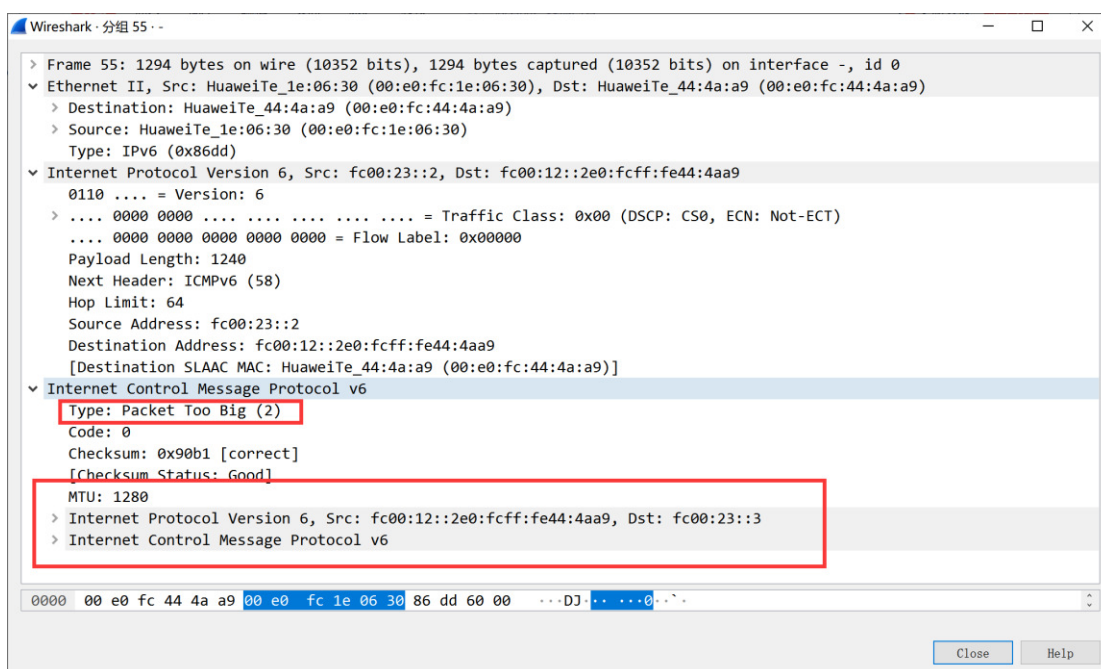 Wireshark · 分组 55 · -
> Frame 55: 1294 bytes on wire (10352 bits), 1294 bytes captured (10352 bits) on interface -, id 0
Ethernet II, Src: HuaweiTe_1e:06:30 (00:e0:fc:1e:06:30), Dst: HuaweiTe_44:4a:a9 (00:e0:fc:44:4a:a9)
> Destination: HuaweiTe_44:4a:a9 (00:e0:fc:44:4a:a9)
> Source: HuaweiTe_1e:06:30 (00:e0:fc:1e:06:30)
Type: IPv6 (0x86dd)
Internet Protocol Version 6, Src: fc00:23::2, Dst: fc00:12::2e0:fcff:fe44:4aa9
0110 .... = Version: 6
> .... 0000 0000 .... .... .... .... .... = Traffic Class: 0x00 (DSCP: CS0, ECN: Not-ECT)
.... 0000 0000 0000 0000 0000 = Flow Label: 0x00000
Payload Length: 1240
Next Header: ICMPv6 (58)
Hop Limit: 64
Source Address: fc00:23::2
Destination Address: fc00:12::2e0:fcff:fe44:4aa9
[Destination SLAAC MAC: HuaweiTe_44:4a:a9 (00:e0:fc:44:4a:a9)]
Internet Control Message Protocol v6
Type: Packet Too Big (2)
Code: 0
Checksum: 0x90b1 [correct]
[Checksum Status: Good]
MTU: 1280
> Internet Protocol Version 6, Src: fc00:12::2e0:fcff:fe44:4aa9, Dst: fc00:23::3
> Internet Control Message Protocol v6
0000 00 e0 fc 44 4a a9 00 e0 fc 1e 06 30 86 dd 60 00 ···DJ··· ···0··`·
Close Help